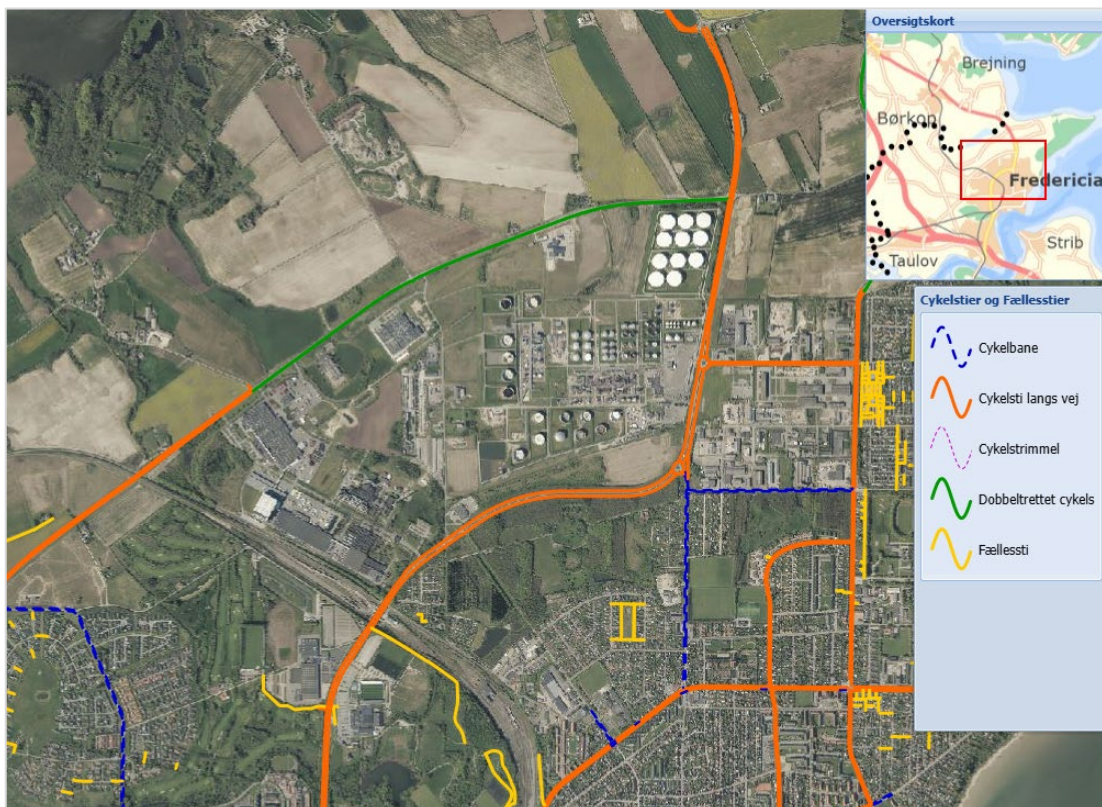 Oversigtskort
Brejning
Børkop
Fredericia
Strib
Taulov
Cykelstier og Fællesstier
Cykelbane
Cykelsti langs vej
Cykelstrimmel
Dobbeltrettet cykels
Fællessti